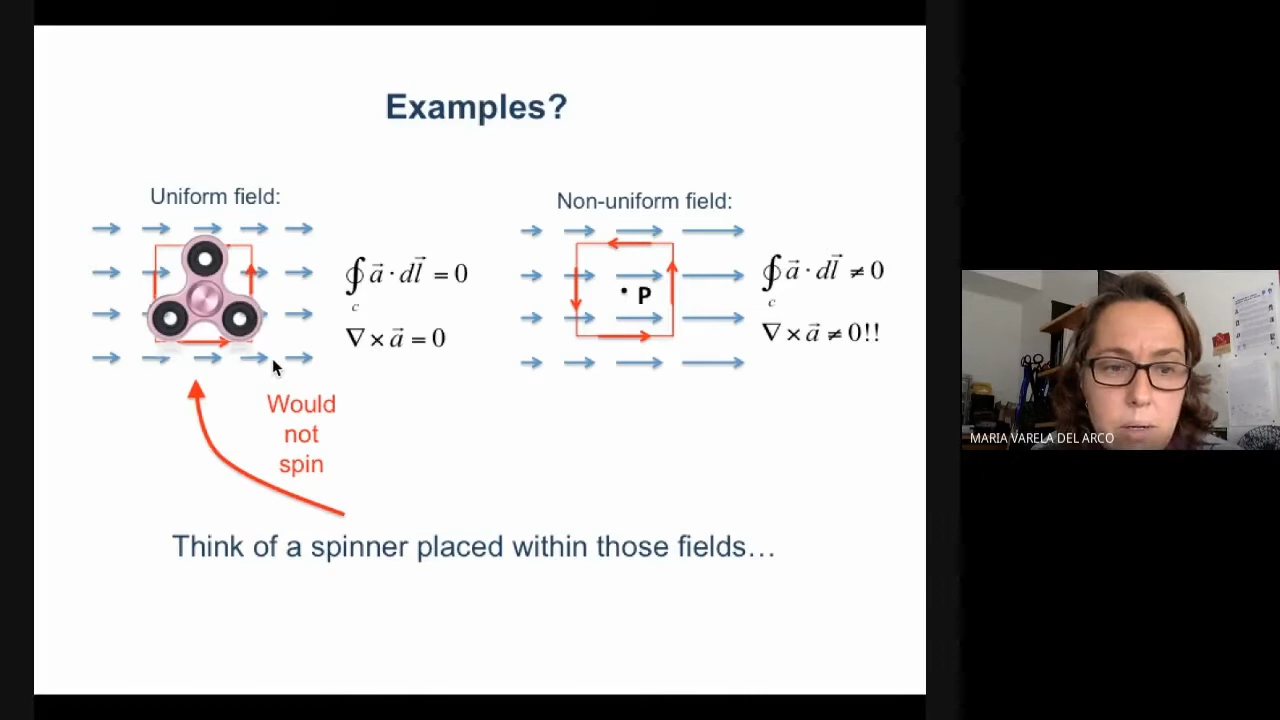 Examples?
Uniform field:
Non-uniform field:
∮c a⃗ · dl⃗ = 0
∇ × a⃗ = 0
P
∮c a⃗ · dl⃗ ≠ 0
∇ × a⃗ ≠ 0!!
Would
not
spin
Think of a spinner placed within those fields...
MARIA VARELA DEL ARCO